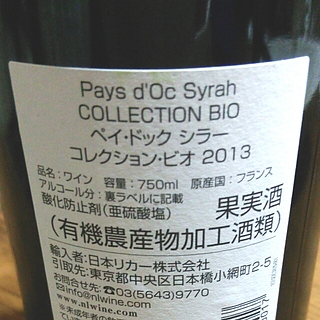 Pays d'Oc Syrah
COLLECTION BIO
ペイ・ドック シラー
コレクション・ビオ 2013
品名：ワイン 容量：750ml 原産国：フランス
アルコール分：裏ラベルに記載
酸化防止剤（亜硫酸塩） 果実酒
（有機農産物加工酒類）
輸入者：日本リカー株式会社
引取先：東京都中央区日本橋小網町2-5
お問合せ先：☎03(5643)9770
✉info@nlwine.com
www.nlwine.com